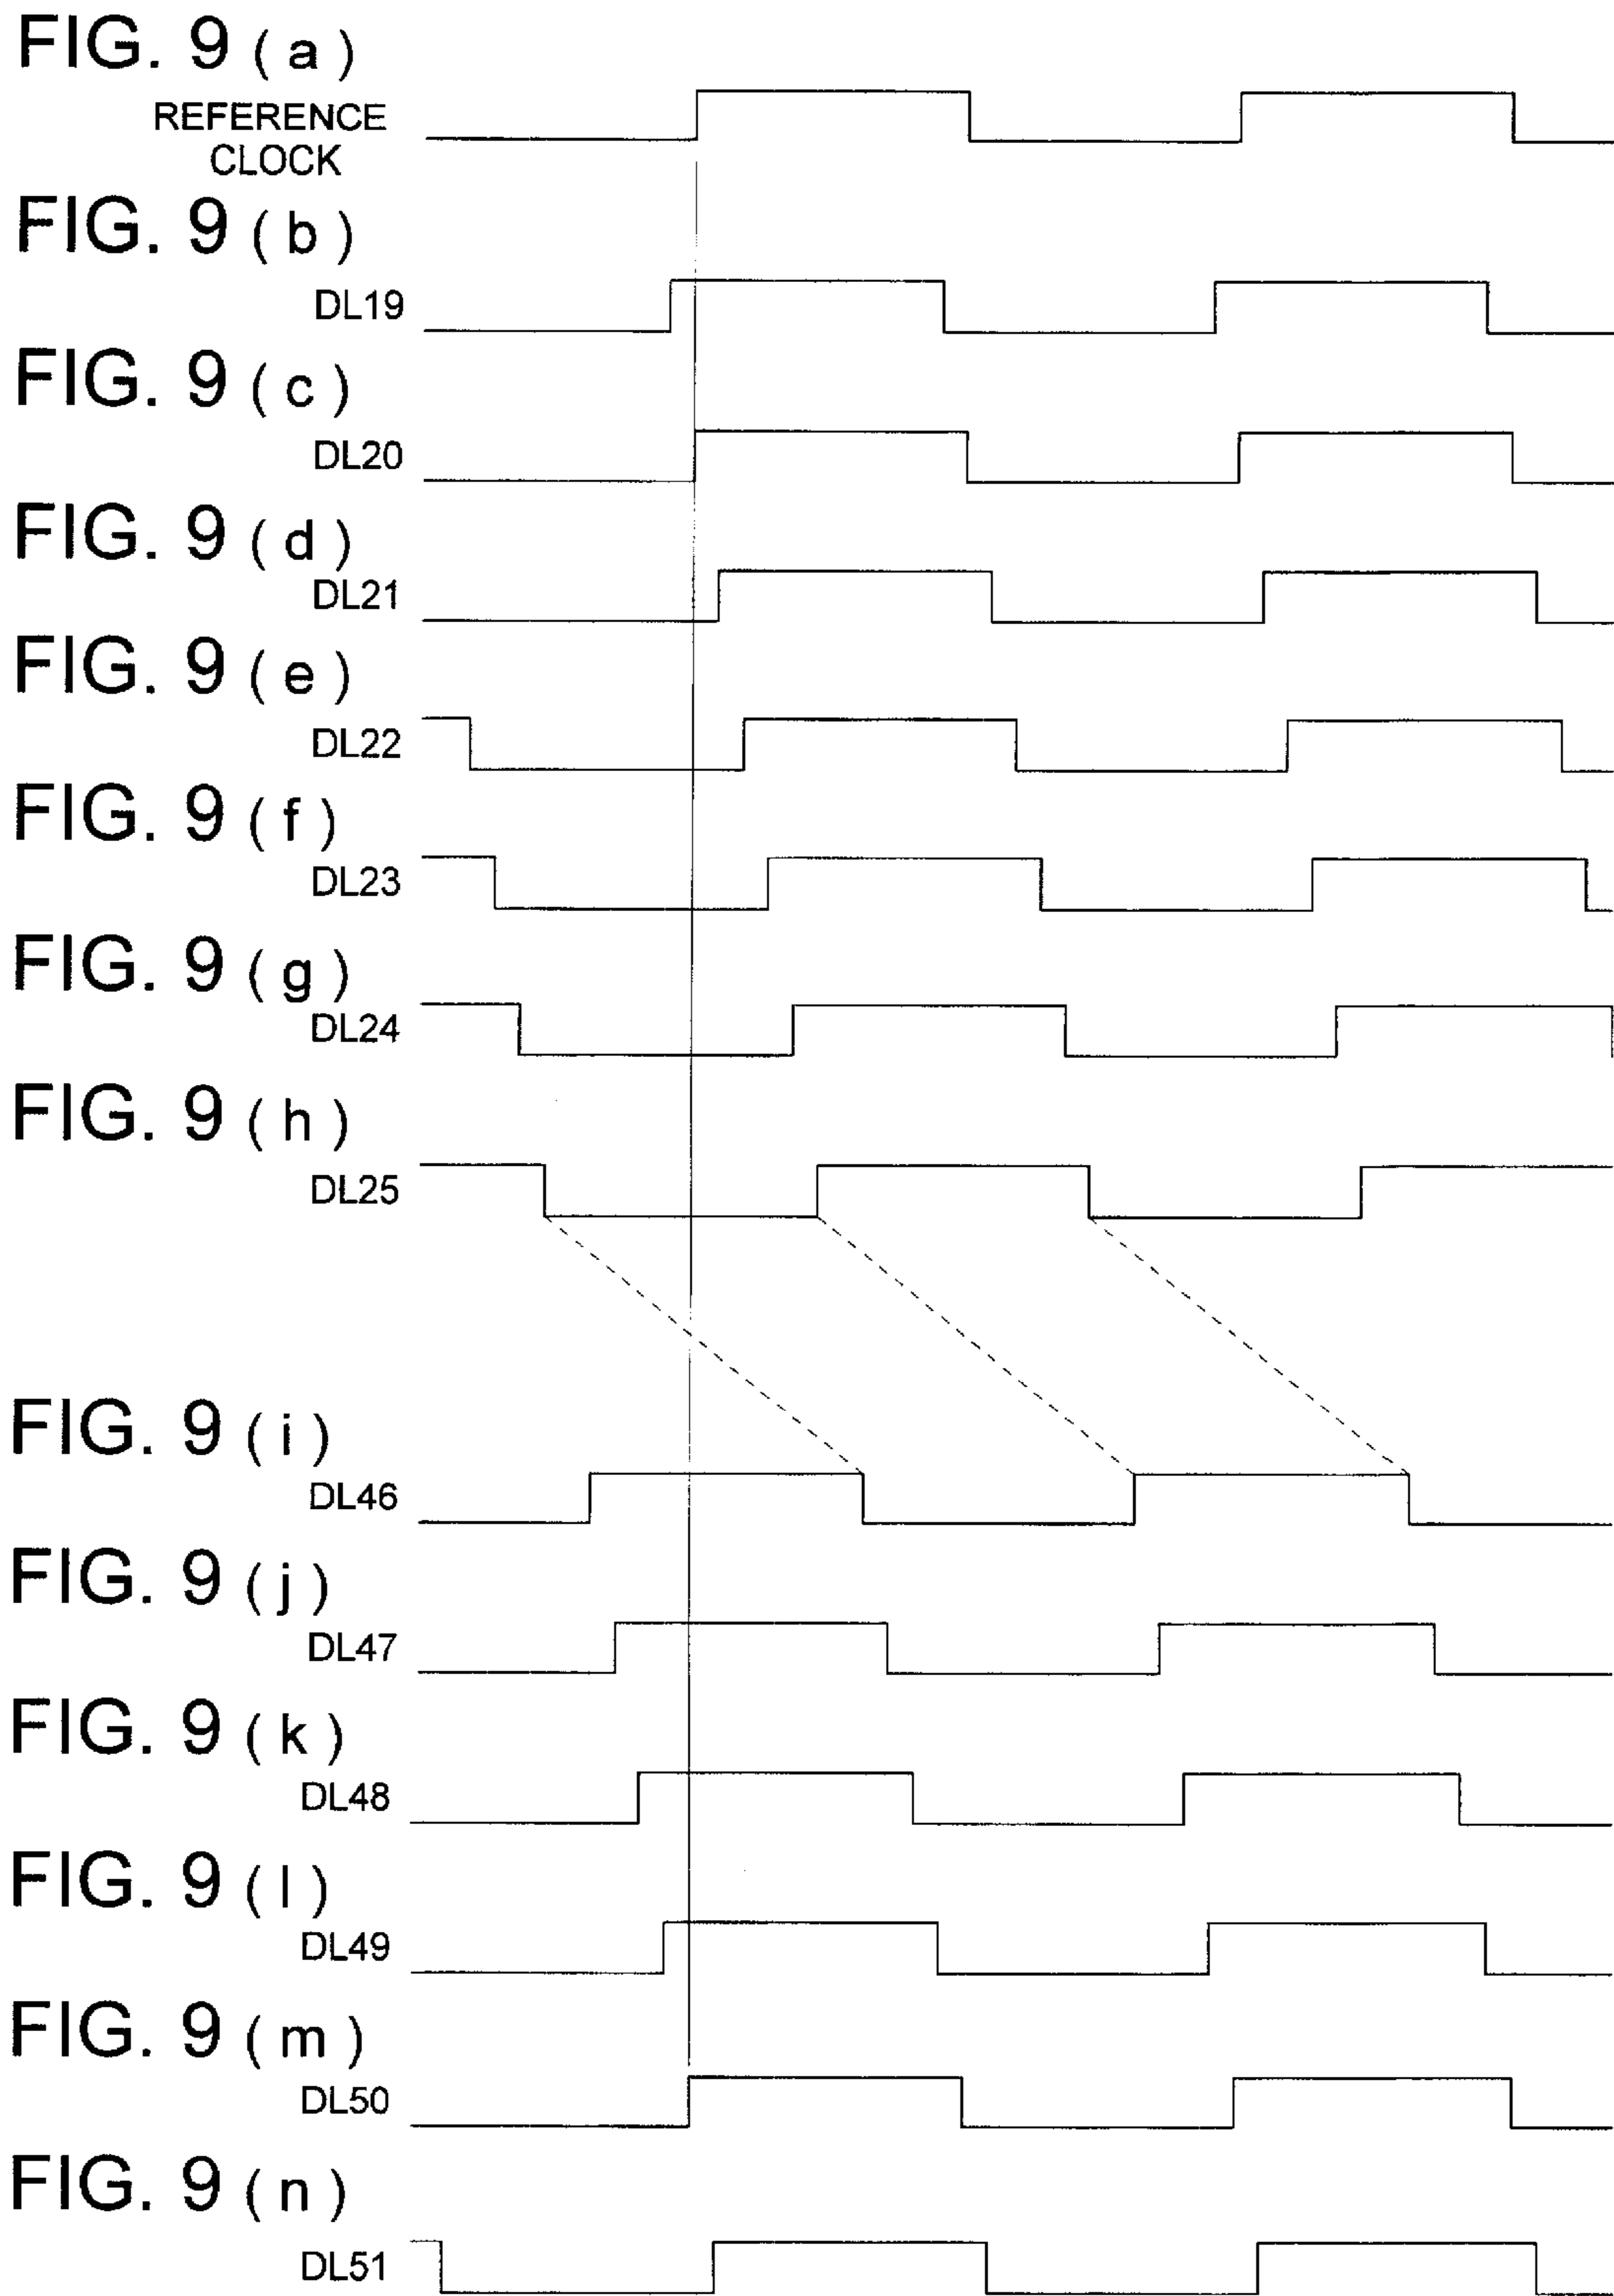 FIG. 9 ( a )
REFERENCE
CLOCK
FIG. 9 ( b )
DL19
FIG. 9 ( c )
DL20
FIG. 9 ( d )
DL21
FIG. 9 ( e )
DL22
FIG. 9 ( f )
DL23
FIG. 9 ( g )
DL24
FIG. 9 ( h )
DL25
FIG. 9 ( i )
DL46
FIG. 9 ( j )
DL47
FIG. 9 ( k )
DL48
FIG. 9 ( l )
DL49
FIG. 9 ( m )
DL50
FIG. 9 ( n )
DL51